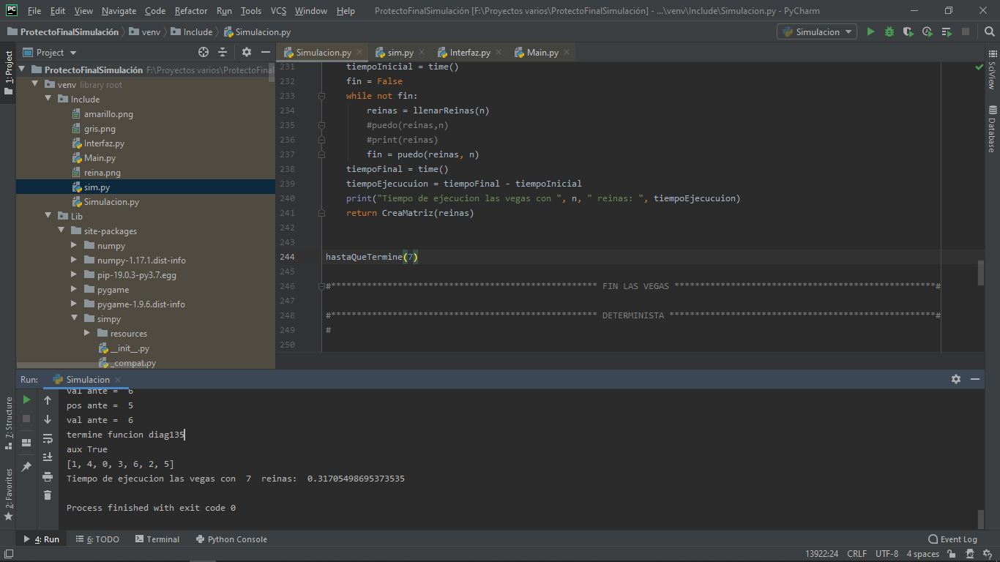 File Edit View Navigate Code Refactor Run Tools VCS Window Help ProtectoFinalSimulación [F:\Proyectos varios\ProtectoFinalSimulación] - ...\venv\Include\Simulacion.py - PyCharm
ProtectoFinalSimulación venv Include Simulacion.py Simulacion
Project
Simulacion.py sim.py Interfaz.py Main.py
1: Project
ProtectoFinalSimulación F:\Proyectos varios\ProtectoFinal
venv library root
Include
amarillo.png
gris.png
Interfaz.py
Main.py
reina.png
sim.py
Simulacion.py
Lib
site-packages
numpy
numpy-1.17.1.dist-info
pip-19.0.3-py3.7.egg
pygame
pygame-1.9.6.dist-info
simpy
resources
__init__.py
_compat.py
231 tiempoInicial = time()
232 fin = False
233 while not fin:
234 reinas = llenarReinas(n)
235 #puedo(reinas,n)
236 #print(reinas)
237 fin = puedo(reinas, n)
238 tiempoFinal = time()
239 tiempoEjecucuion = tiempoFinal - tiempoInicial
240 print("Tiempo de ejecucion las vegas con ", n, " reinas: ", tiempoEjecucuion)
241 return CreaMatriz(reinas)
242
243
244 hastaQueTermine(7)
245
246 #**************************************************** FIN LAS VEGAS ***************************************************#
247
248 #**************************************************** DETERMINISTA ****************************************************#
249 #
250
SciView
Database
Run: Simulacion
val ante =  6
pos ante =  5
val ante =  6
termine funcion diag135
aux True
[1, 4, 0, 3, 6, 2, 5]
Tiempo de ejecucion las vegas con  7  reinas:  0.31705498695373535
Process finished with exit code 0
7: Structure
2: Favorites
4: Run 6: TODO Terminal Python Console Event Log
13922:24 CRLF UTF-8 4 spaces